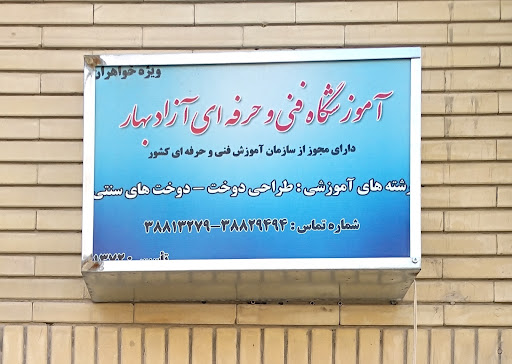 ویژه خواهران
آموزشگاه فنی و حرفه ای آزاد بهار
دارای مجوز از سازمان آموزش فنی و حرفه ای کشور
رشته های آموزشی : طراحی دوخت - دوخت های سنتی
شماره تماس : ۳۸۸۲۹۴۹۴-۳۸۸۱۳۲۷۹